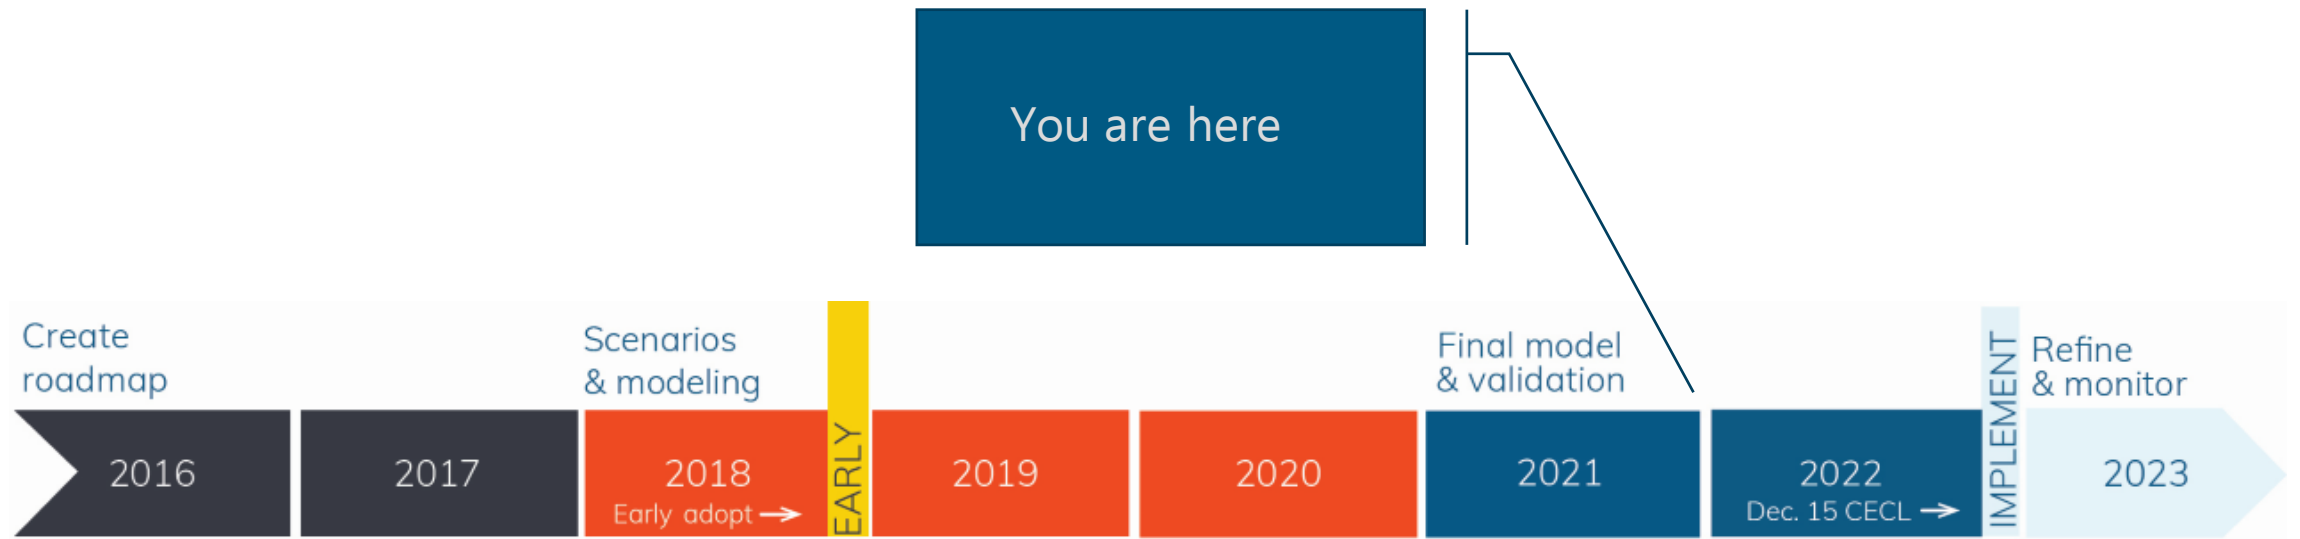 You are here
Create
roadmap
Scenarios
& modeling
Final model
& validation
Refine
& monitor
2016
2017
2018
Early adopt →
EARLY
2019
2020
2021
2022
Dec. 15 CECL →
IMPLEMENT
2023